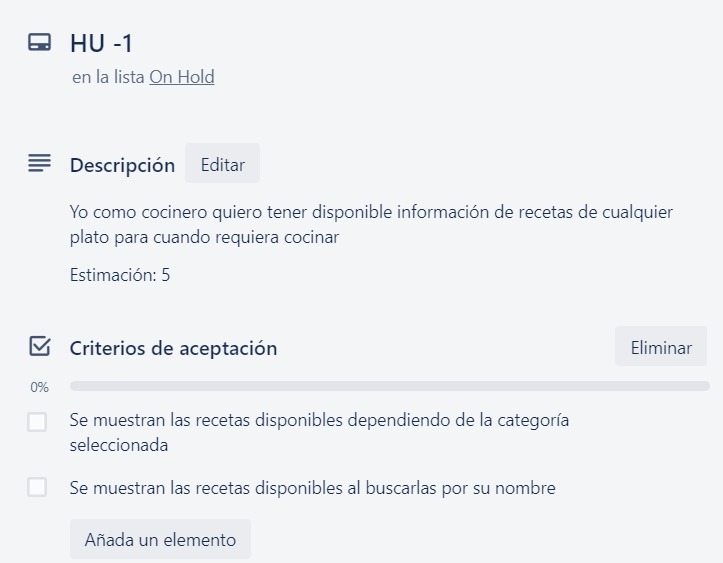 HU -1
en la lista On Hold
Descripción Editar
Yo como cocinero quiero tener disponible información de recetas de cualquier
plato para cuando requiera cocinar
Estimación: 5
Criterios de aceptación Eliminar
0%
Se muestran las recetas disponibles dependiendo de la categoría
seleccionada
Se muestran las recetas disponibles al buscarlas por su nombre
Añada un elemento